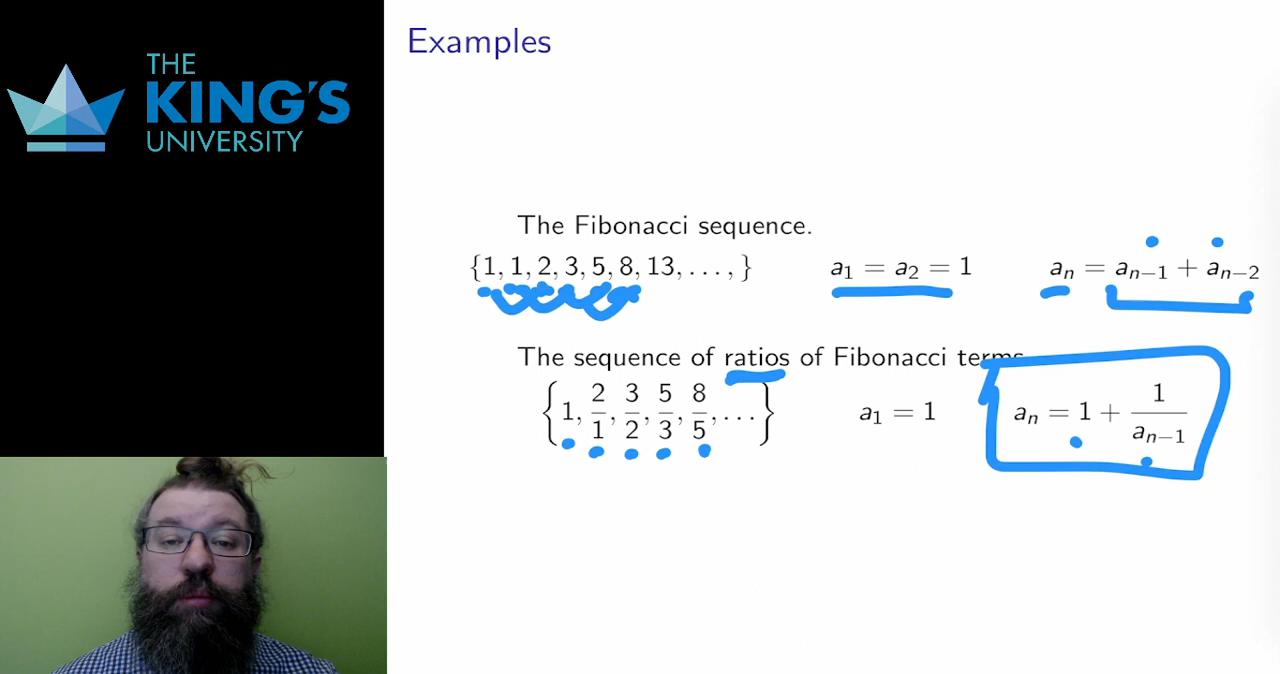 THE
KING'S
UNIVERSITY
Examples
The Fibonacci sequence.
{1, 1, 2, 3, 5, 8, 13, . . . , } a₁ = a₂ = 1 aₙ = aₙ₋₁ + aₙ₋₂
The sequence of ratios of Fibonacci terms
{1, 2/1, 3/2, 5/3, 8/5, . . .} a₁ = 1 aₙ = 1 + 1/aₙ₋₁